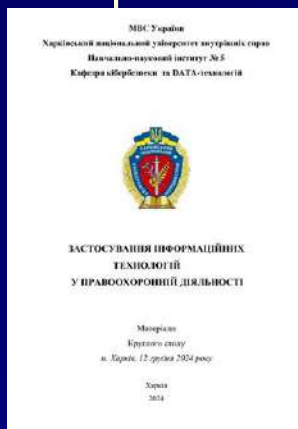 МВС України
Харківський національний університет внутрішніх справ
Навчально-науковий інститут № 5
Кафедра кібербезпеки та DATA-технологій
ЗАСТОСУВАННЯ ІНФОРМАЦІЙНИХ
ТЕХНОЛОГІЙ
У ПРАВООХОРОННІЙ ДІЯЛЬНОСТІ
Матеріали
Круглого столу
м. Харків, 12 грудня 2024 року
Харків
2024